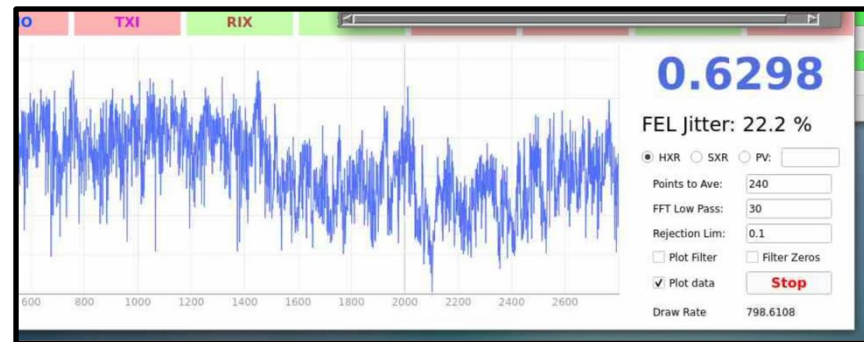 TXI RIX
0.6298
FEL Jitter: 22.2 %
HXR SXR PV:
Points to Ave: 240
FFT Low Pass: 30
Rejection Lim: 0.1
Plot Filter Filter Zeros
Plot data Stop
600 800 1000 1200 1400 1600 1800 2000 2200 2400 2600
Draw Rate 798.6108